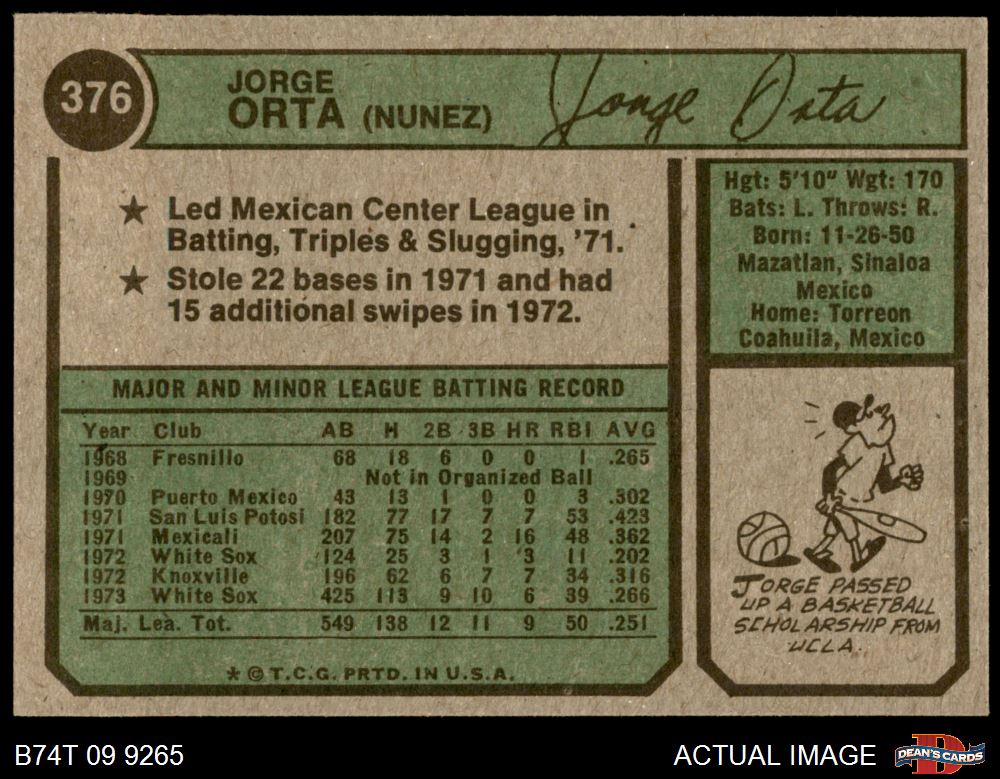 376
JORGE
ORTA (NUNEZ)
Jorge Orta
★ Led Mexican Center League in
Batting, Triples & Slugging, '71.
★ Stole 22 bases in 1971 and had
15 additional swipes in 1972.
Hgt: 5'10" Wgt: 170
Bats: L. Throws: R.
Born: 11-26-50
Mazatlan, Sinaloa
Mexico
Home: Torreon
Coahuila, Mexico
MAJOR AND MINOR LEAGUE BATTING RECORD
Year Club AB H 2B 3B HR RBI AVG
1968 Fresnillo 68 18 6 0 0 1 .265
1969 Not in Organized Ball
1970 Puerto Mexico 43 13 1 0 0 3 .302
1971 San Luis Potosi 182 77 17 7 7 53 .423
1971 Mexicali 207 75 14 2 16 48 .362
1972 White Sox 124 25 3 1 3 11 .202
1972 Knoxville 196 62 6 7 7 34 .316
1973 White Sox 425 113 9 10 6 39 .266
Maj. Lea. Tot. 549 138 12 11 9 50 .251
* © T.C.G. PRTD. IN U.S.A.
JORGE PASSED
UP A BASKETBALL
SCHOLARSHIP FROM
UCLA.
B74T 09 9265
ACTUAL IMAGE
D
DEAN'S CARDS